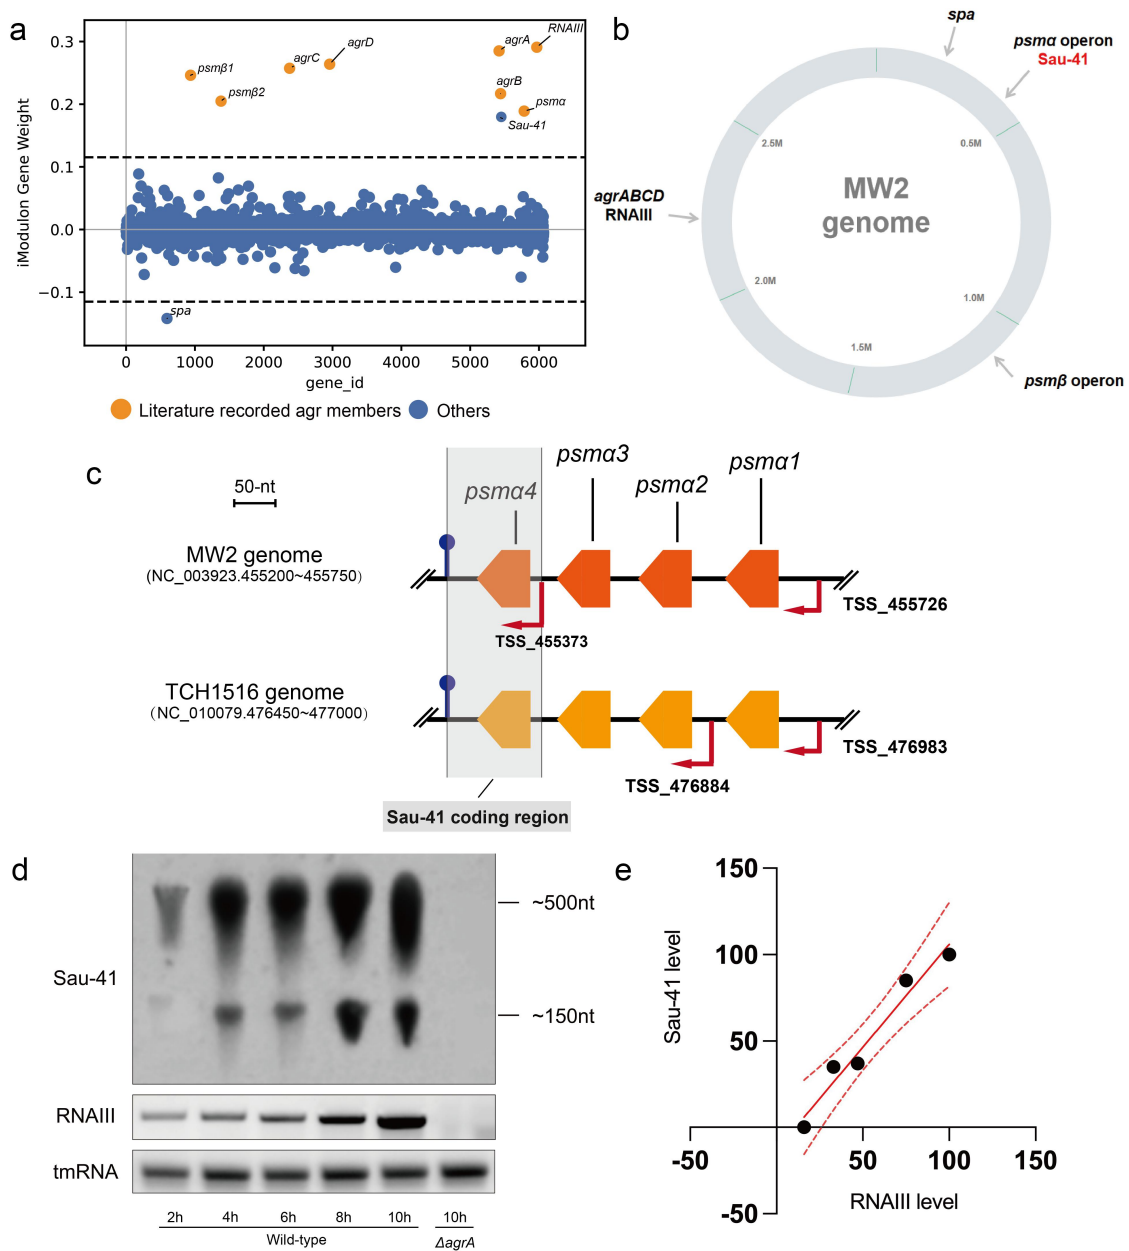 a
0.3
0.2
0.1
0.0
−0.1
iModulon Gene Weight
psmβ1
psmβ2
agrC
agrD
agrA
RNAIII
agrB
psmα
Sau-41
spa
0
1000
2000
3000
4000
5000
6000
gene_id
Literature recorded agr members
Others
b
spa
psmα operon
Sau-41
0.5M
2.5M
MW2
genome
agrABCD
RNAIII
2.0M
1.0M
1.5M
psmβ operon
c
50-nt
psmα4
psmα3
psmα2
psmα1
MW2 genome
(NC_003923.455200~455750)
TSS_455726
TSS_455373
TCH1516 genome
(NC_010079.476450~477000)
TSS_476983
TSS_476884
Sau-41 coding region
d
Sau-41
~500nt
~150nt
RNAIII
tmRNA
2h
4h
6h
8h
10h
10h
Wild-type
ΔagrA
e
150
100
50
-50
-50
50
100
150
Sau-41 level
RNAIII level